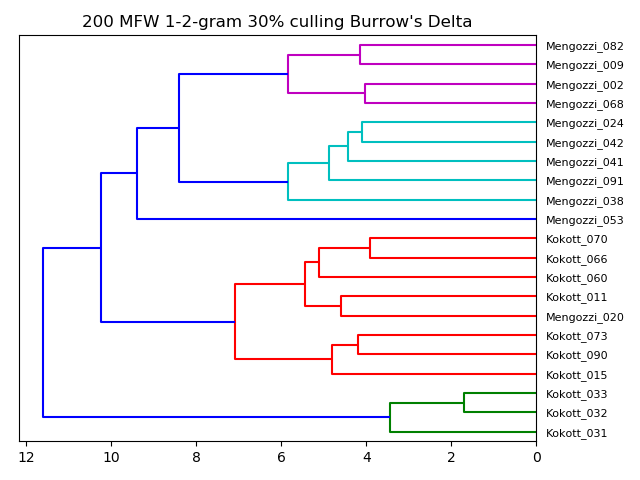 200 MFW 1-2-gram 30% culling Burrow's Delta
Mengozzi_082
Mengozzi_009
Mengozzi_002
Mengozzi_068
Mengozzi_024
Mengozzi_042
Mengozzi_041
Mengozzi_091
Mengozzi_038
Mengozzi_053
Kokott_070
Kokott_066
Kokott_060
Kokott_011
Mengozzi_020
Kokott_073
Kokott_090
Kokott_015
Kokott_033
Kokott_032
Kokott_031
12 10 8 6 4 2 0